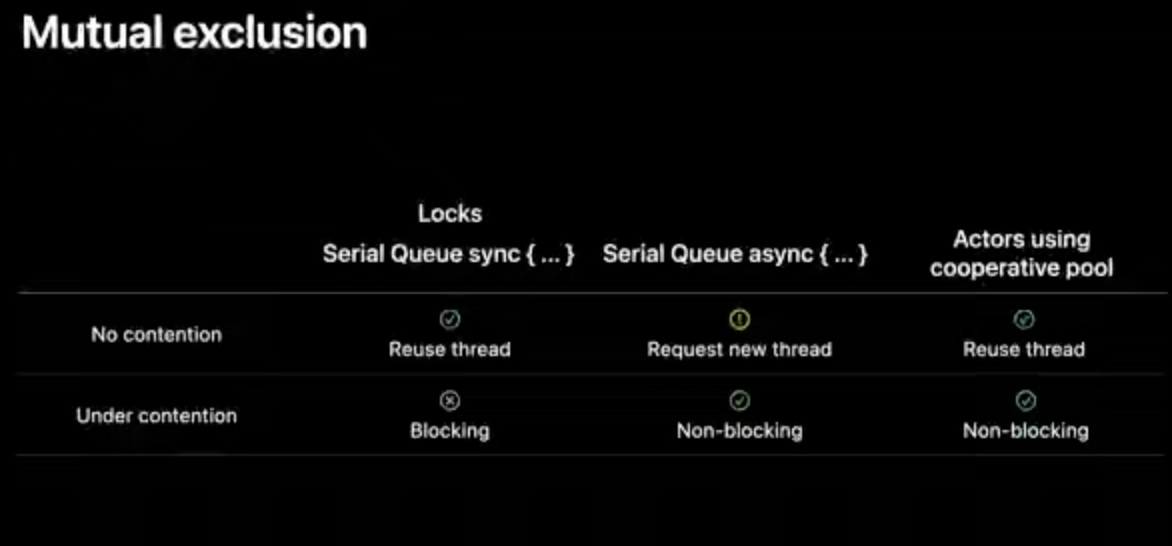 Mutual exclusion
Locks
Serial Queue sync { ... }
Serial Queue async { ... }
Actors using
cooperative pool
No contention
Reuse thread
Request new thread
Reuse thread
Under contention
Blocking
Non-blocking
Non-blocking